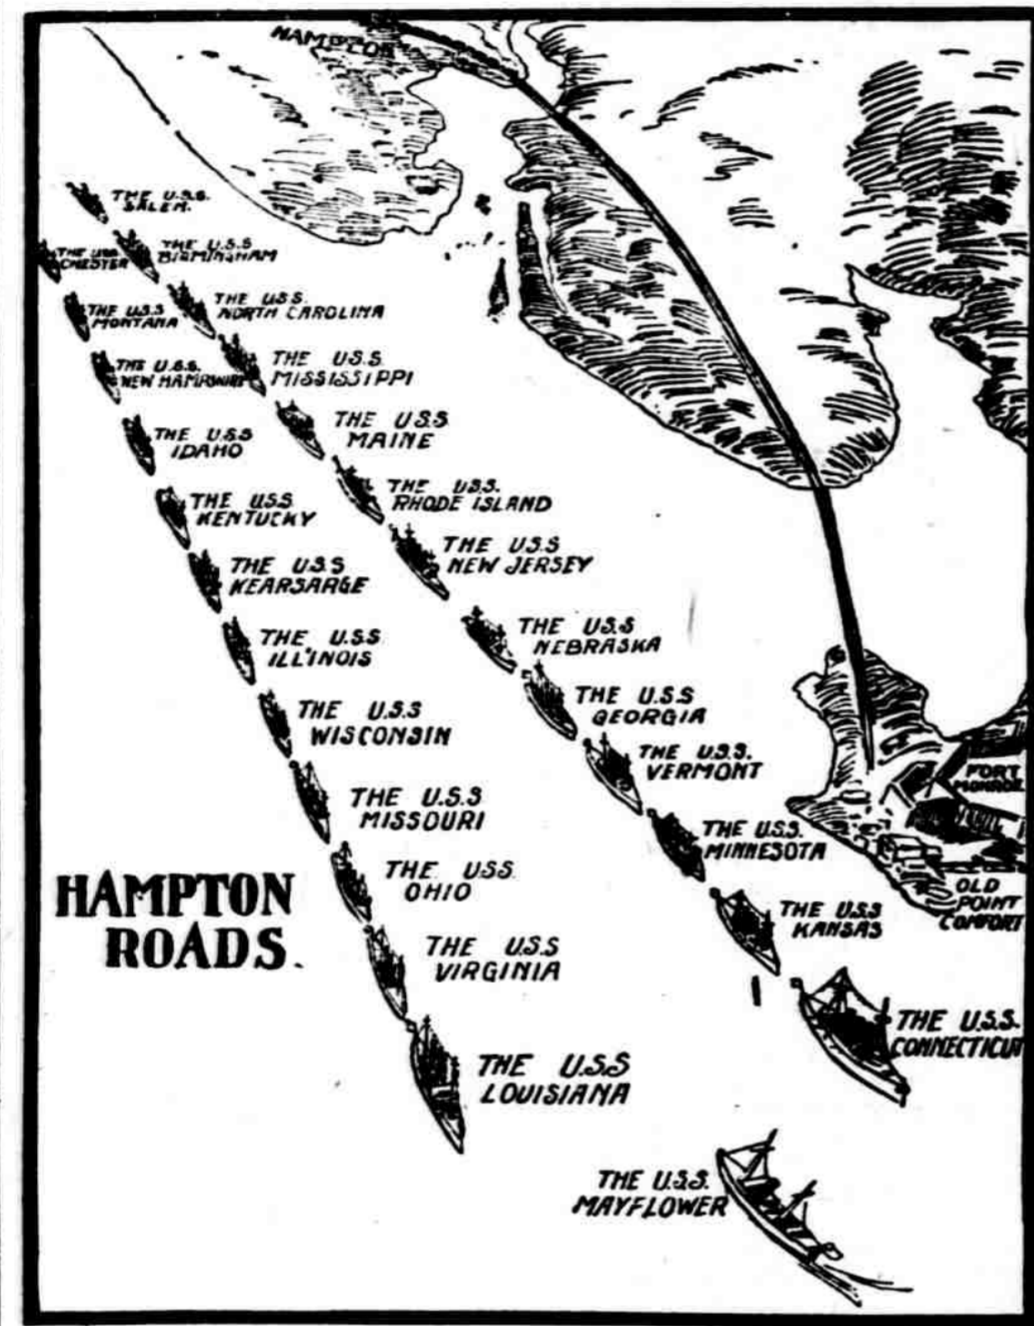 HAMPTON
THE U.S.S.
SALEM.
THE U.S.S
BIRMINGHAM
THE U.S.S.
CHESTER
THE U.S.S.
NORTH CAROLINA
THE U.S.S
MONTANA
THE U.S.S
MISSISSIPPI
THE U.S.S.
NEW HAMPSHIRE
THE U.S.S.
MAINE
THE U.S.S
IDAHO
THE U.S.S.
RHODE ISLAND
THE U.S.S
KENTUCKY
THE U.S.S
NEW JERSEY
THE U.S.S
KEARSARGE
THE U.S.S
NEBRASKA
THE U.S.S
ILLINOIS
THE U.S.S
GEORGIA
THE U.S.S
WISCONSIN
THE U.S.S.
VERMONT
FORT
MONROE
THE U.S.S
MISSOURI
THE U.S.S.
MINNESOTA
THE U.S.S.
OHIO
OLD
POINT
COMFORT
THE U.S.S
KANSAS
HAMPTON
ROADS.
THE U.S.S
VIRGINIA
THE U.S.S.
CONNECTICUT
THE U.S.S
LOUISIANA
THE U.S.S.
MAYFLOWER